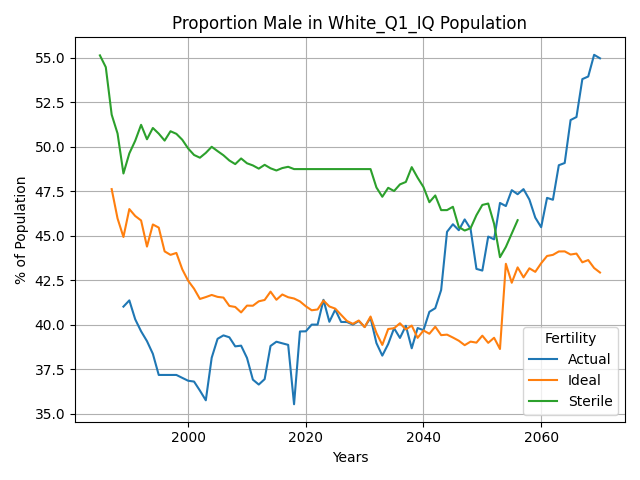 Proportion Male in White_Q1_IQ Population
% of Population
55.0
52.5
50.0
47.5
45.0
42.5
40.0
37.5
35.0
2000
2020
2040
2060
Years
Fertility
Actual
Ideal
Sterile